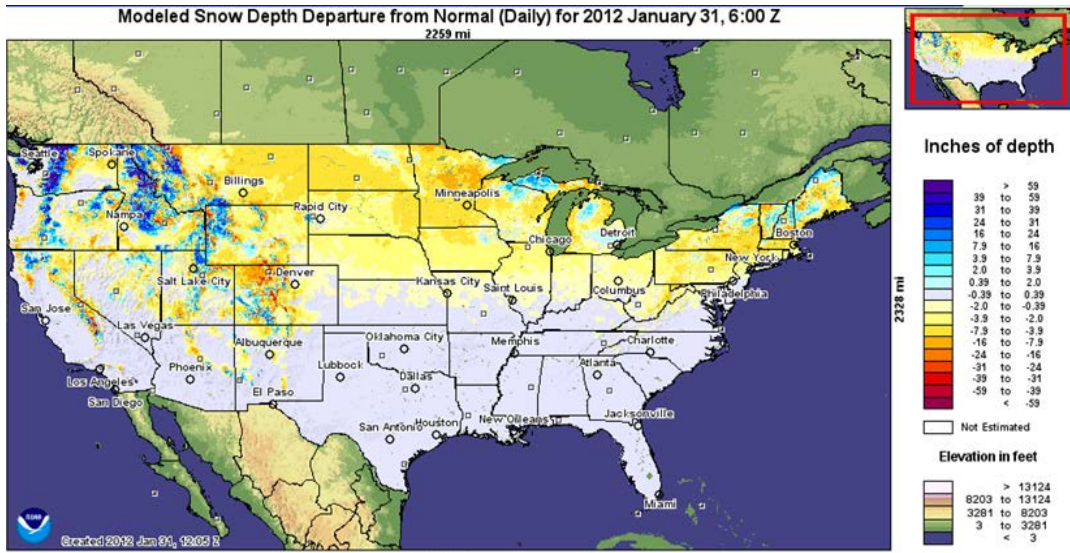 Modeled Snow Depth Departure from Normal (Daily) for 2012 January 31, 6:00 Z
2259 mi
2328 mi
Seattle
Spokane
Billings
Nampa
Rapid City
Minneapolis
Salt Lake City
Denver
Chicago
Detroit
Boston
New York
Philadelphia
Kansas City
Saint Louis
Columbus
San Jose
Las Vegas
Albuquerque
Oklahoma City
Memphis
Charlotte
Los Angeles
Phoenix
Lubbock
Dallas
Atlanta
San Diego
El Paso
San Antonio
Houston
New Orleans
Jacksonville
Miami
NOAA
Created 2012 Jan 31, 12:05 Z
Inches of depth
> 59
39 to 59
31 to 39
24 to 31
16 to 24
7.9 to 16
3.9 to 7.9
2.0 to 3.9
0.39 to 2.0
-0.39 to 0.39
-2.0 to -0.39
-3.9 to -2.0
-7.9 to -3.9
-16 to -7.9
-24 to -16
-31 to -24
-39 to -31
-59 to -39
< -59
Not Estimated
Elevation in feet
> 13124
8203 to 13124
3281 to 8203
3 to 3281
< 3